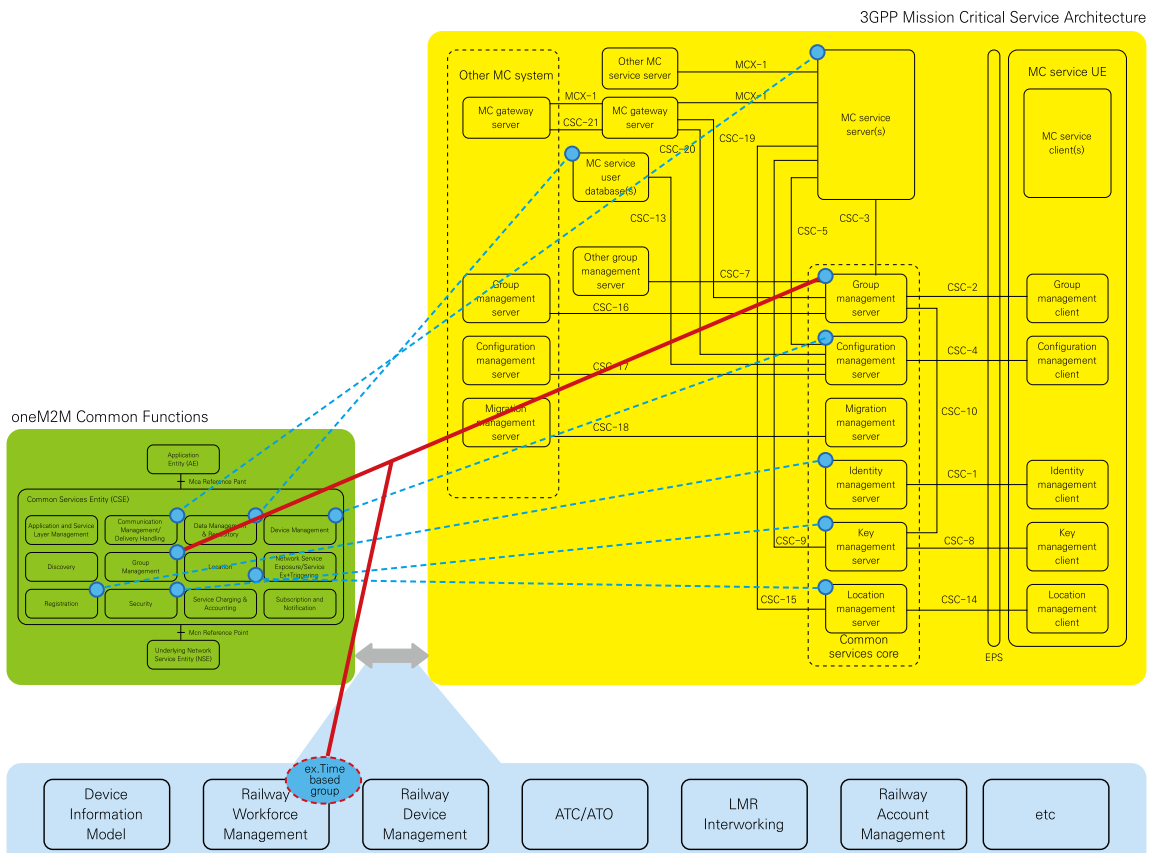 3GPP Mission Critical Service Architecture
Other MC system
Other MC
service server
MCX-1
MC service UE
MC gateway
server
MCX-1
CSC-21
MC gateway
server
MCX-1
CSC-19
CSC-20
MC service
server(s)
MC service
client(s)
MC service
user
database(s)
CSC-13
CSC-3
CSC-5
Other group
management
server
CSC-7
Group
management
server
CSC-16
Group
management
server
CSC-2
Group
management
client
Configuration
management
server
CSC-17
Configuration
management
server
CSC-4
Configuration
management
client
Migration
management
server
CSC-18
Migration
management
server
CSC-10
Identity
management
server
CSC-1
Identity
management
client
CSC-9
Key
management
server
CSC-8
Key
management
client
CSC-15
Location
management
server
CSC-14
Location
management
client
Common
services core
EPS
oneM2M Common Functions
Application
Entity (AE)
Mca Reference Pant
Common Services Entity (CSE)
Application and Service
Layer Management
Communication
Management/
Delivery Handling
Data Management
& Repository
Device Management
Discovery
Group
Management
Location
Network Service
Exposure/Service
Ex+Triggering
Registration
Security
Service Charging &
Accounting
Subscription and
Notification
Mcn Reference Point
Underlying Network
Service Entity (NSE)
ex.Time
based
group
Device
Information
Model
Railway
Workforce
Management
Railway
Device
Management
ATC/ATO
LMR
Interworking
Railway
Account
Management
etc